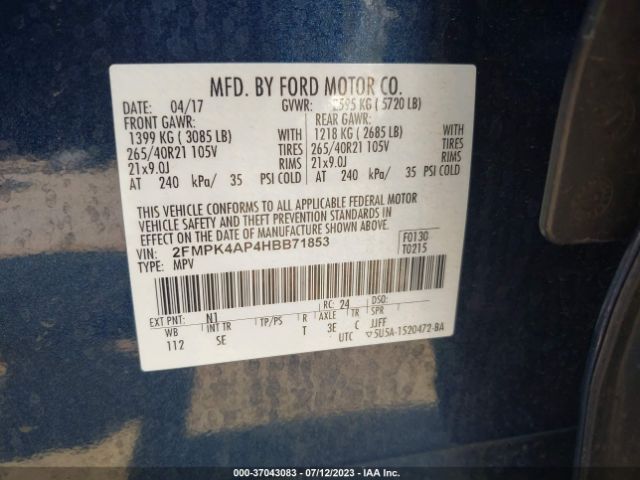 MFD. BY FORD MOTOR CO.
DATE: 04/17 GVWR: 2595 KG ( 5720 LB)
FRONT GAWR: REAR GAWR:
1399 KG ( 3085 LB) WITH 1218 KG ( 2685 LB) WITH
265/40R21 105V TIRES 265/40R21 105V TIRES
21x9.0J RIMS 21x9.0J RIMS
AT 240 kPa/ 35 PSI COLD AT 240 kPa/ 35 PSI COLD
THIS VEHICLE CONFORMS TO ALL APPLICABLE FEDERAL MOTOR
VEHICLE SAFETY AND THEFT PREVENTION STANDARDS IN
EFFECT ON THE DATE OF MANUFACTURE SHOWN ABOVE.
VIN: 2FMPK4AP4HBB71853 F0130
TYPE: MPV T0215
EXT PNT: N1 RC: 24 DSO:
WB INT TR TP/PS R AXLE TR SPR
112 SE T 3E C JJFF
UTC 5U5A-1520472-BA
000-37043083 - 07/12/2023 - IAA Inc.